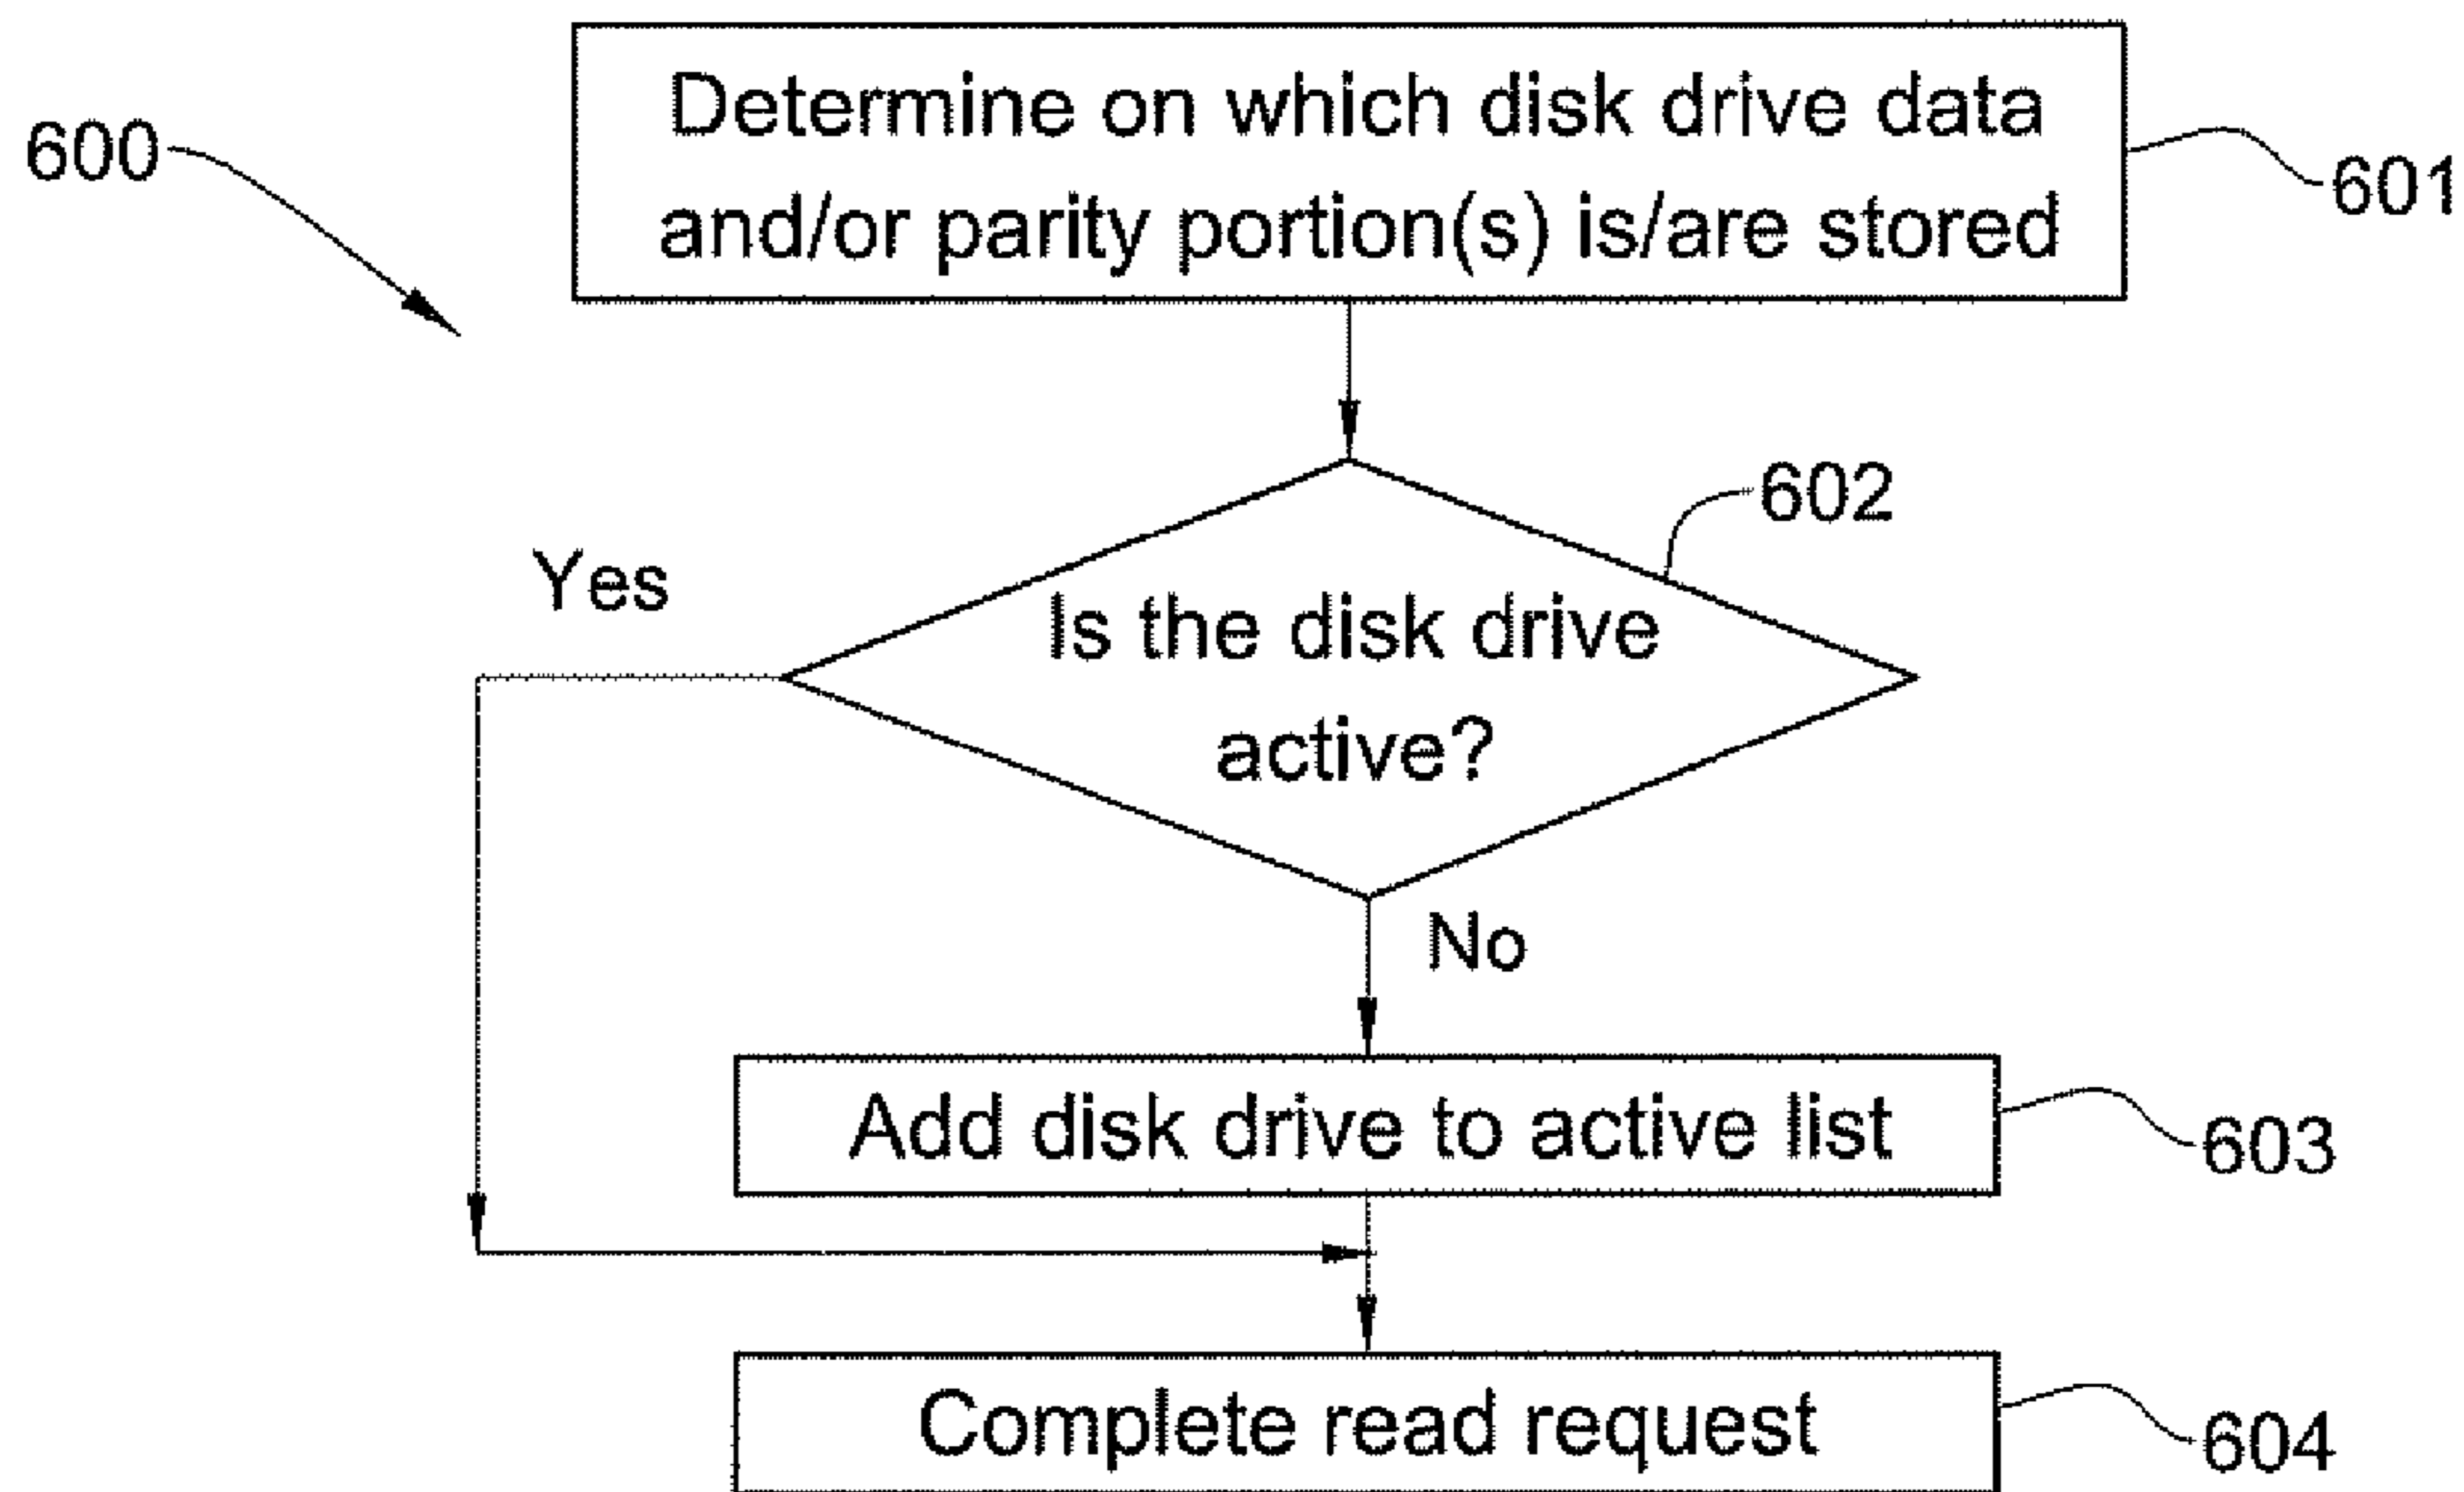 Determine on which disk drive data
and/or parity portion(s) is/are stored
600
601
602
Yes
Is the disk drive
active?
No
Add disk drive to active list
603
Complete read request
604